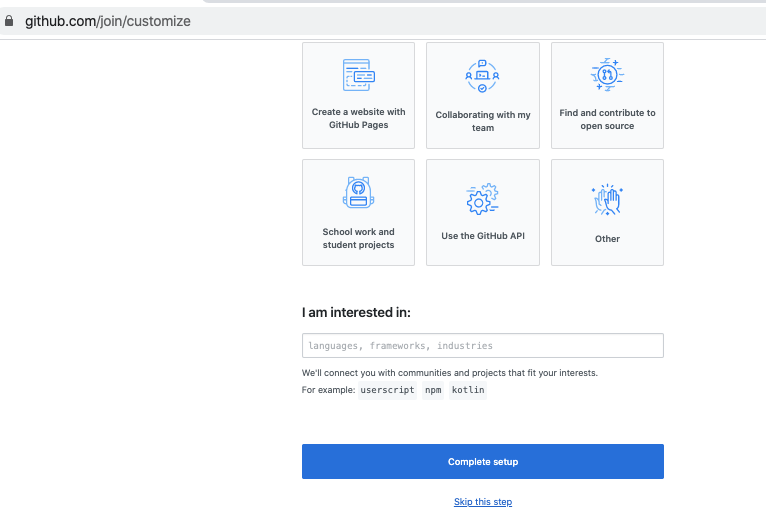 github.com/join/customize
Create a website with
GitHub Pages
Collaborating with my
team
Find and contribute to
open source
School work and
student projects
Use the GitHub API
Other
I am interested in:
languages, frameworks, industries
We'll connect you with communities and projects that fit your interests.
For example: userscript npm kotlin
Complete setup
Skip this step